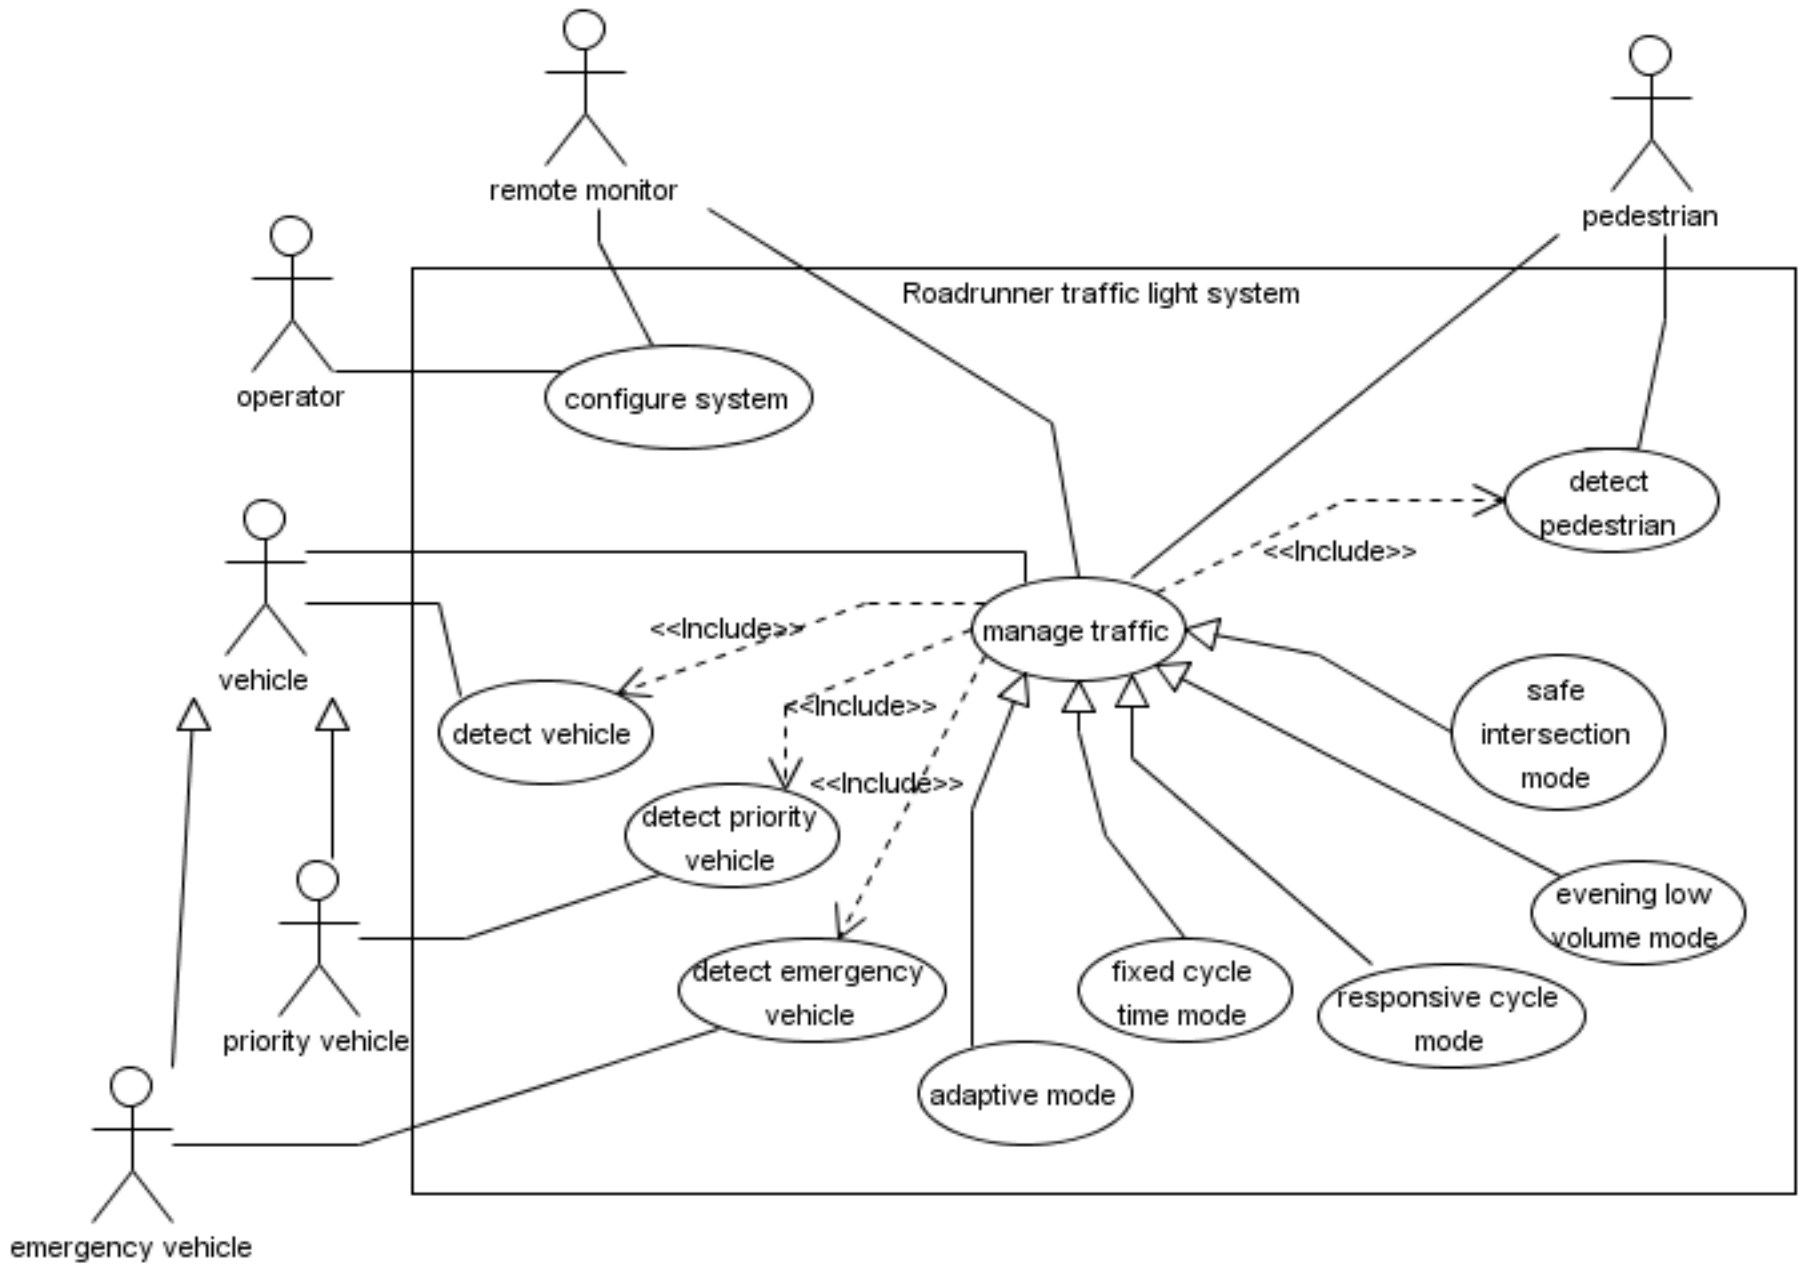 remote monitor
pedestrian
Roadrunner traffic light system
operator
configure system
detect
pedestrian
<<Include>>
manage traffic
<<Include>>
vehicle
detect vehicle
<<Include>>
safe
intersection
mode
<<Include>>
detect priority
vehicle
evening low
volume mode
detect emergency
vehicle
fixed cycle
time mode
responsive cycle
mode
priority vehicle
adaptive mode
emergency vehicle